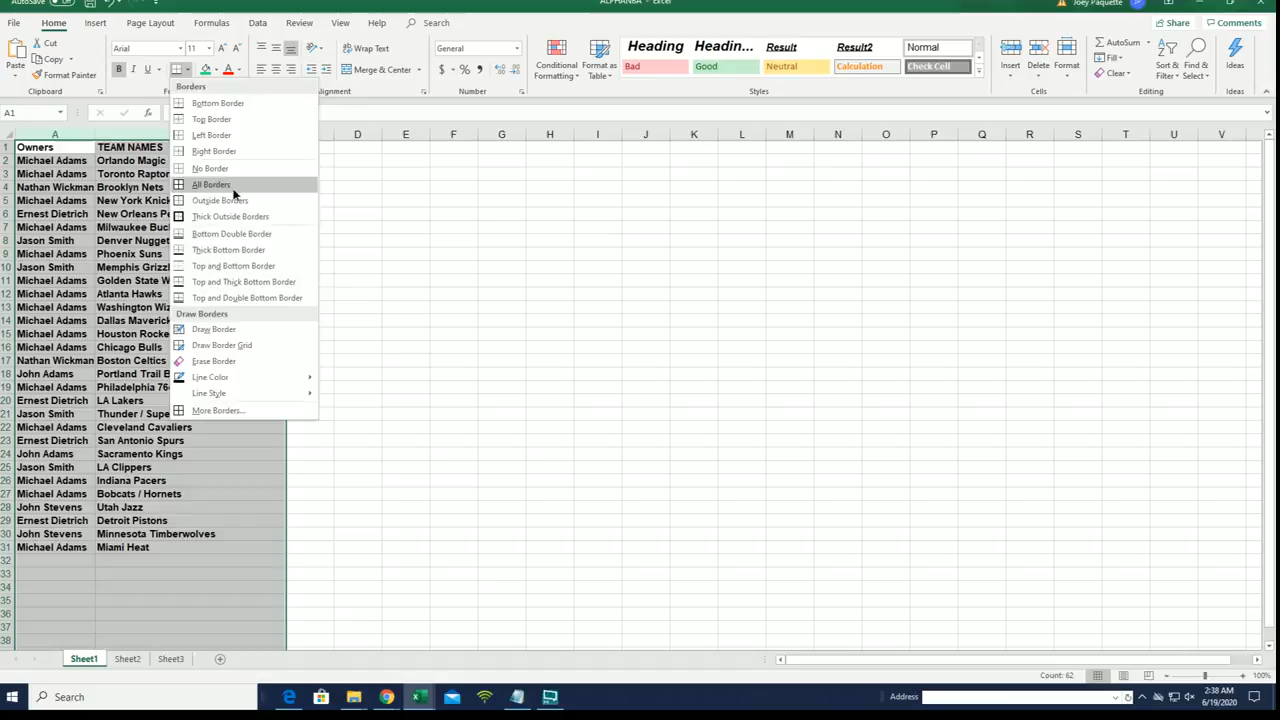 ALPHANBA - Excel
Joey Paquette
File Home Insert Page Layout Formulas Data Review View Help Search
Share Comments
Paste Cut Copy Format Painter
Arial 11 Wrap Text General
B I U Merge & Center $ % 9
Conditional Formatting Format as Table
Heading Headin... Result Result2 Normal
Bad Good Neutral Calculation Check Cell
Insert Delete Format
AutoSum Fill Clear
Sort & Filter Find & Select Ideas
Clipboard Number Styles Cells Editing Ideas
A1
Borders
Bottom Border
Top Border
Left Border
Right Border
No Border
All Borders
Outside Borders
Thick Outside Borders
Bottom Double Border
Thick Bottom Border
Top and Bottom Border
Top and Thick Bottom Border
Top and Double Bottom Border
Draw Borders
Draw Border
Draw Border Grid
Erase Border
Line Color
Line Style
More Borders...
A D E F G H I J K L M N O P Q R S T U V
1 Owners TEAM NAMES
2 Michael Adams Orlando Magic
3 Michael Adams Toronto Raptor
4 Nathan Wickman Brooklyn Nets
5 Michael Adams New York Knick
6 Ernest Dietrich New Orleans Pe
7 Michael Adams Milwaukee Buc
8 Jason Smith Denver Nugget
9 Michael Adams Phoenix Suns
10 Jason Smith Memphis Grizzl
11 Michael Adams Golden State W
12 Michael Adams Atlanta Hawks
13 Michael Adams Washington Wiz
14 Michael Adams Dallas Maverick
15 Michael Adams Houston Rocke
16 Michael Adams Chicago Bulls
17 Nathan Wickman Boston Celtics
18 John Adams Portland Trail B
19 Michael Adams Philadelphia 76
20 Ernest Dietrich LA Lakers
21 Jason Smith Thunder / Supe
22 Michael Adams Cleveland Cavaliers
23 Ernest Dietrich San Antonio Spurs
24 John Adams Sacramento Kings
25 Jason Smith LA Clippers
26 Michael Adams Indiana Pacers
27 Michael Adams Bobcats / Hornets
28 John Stevens Utah Jazz
29 Ernest Dietrich Detroit Pistons
30 John Stevens Minnesota Timberwolves
31 Michael Adams Miami Heat
32
33
34
35
36
37
38
Sheet1 Sheet2 Sheet3
Count: 62 100%
Search Address 2:38 AM
6/19/2020